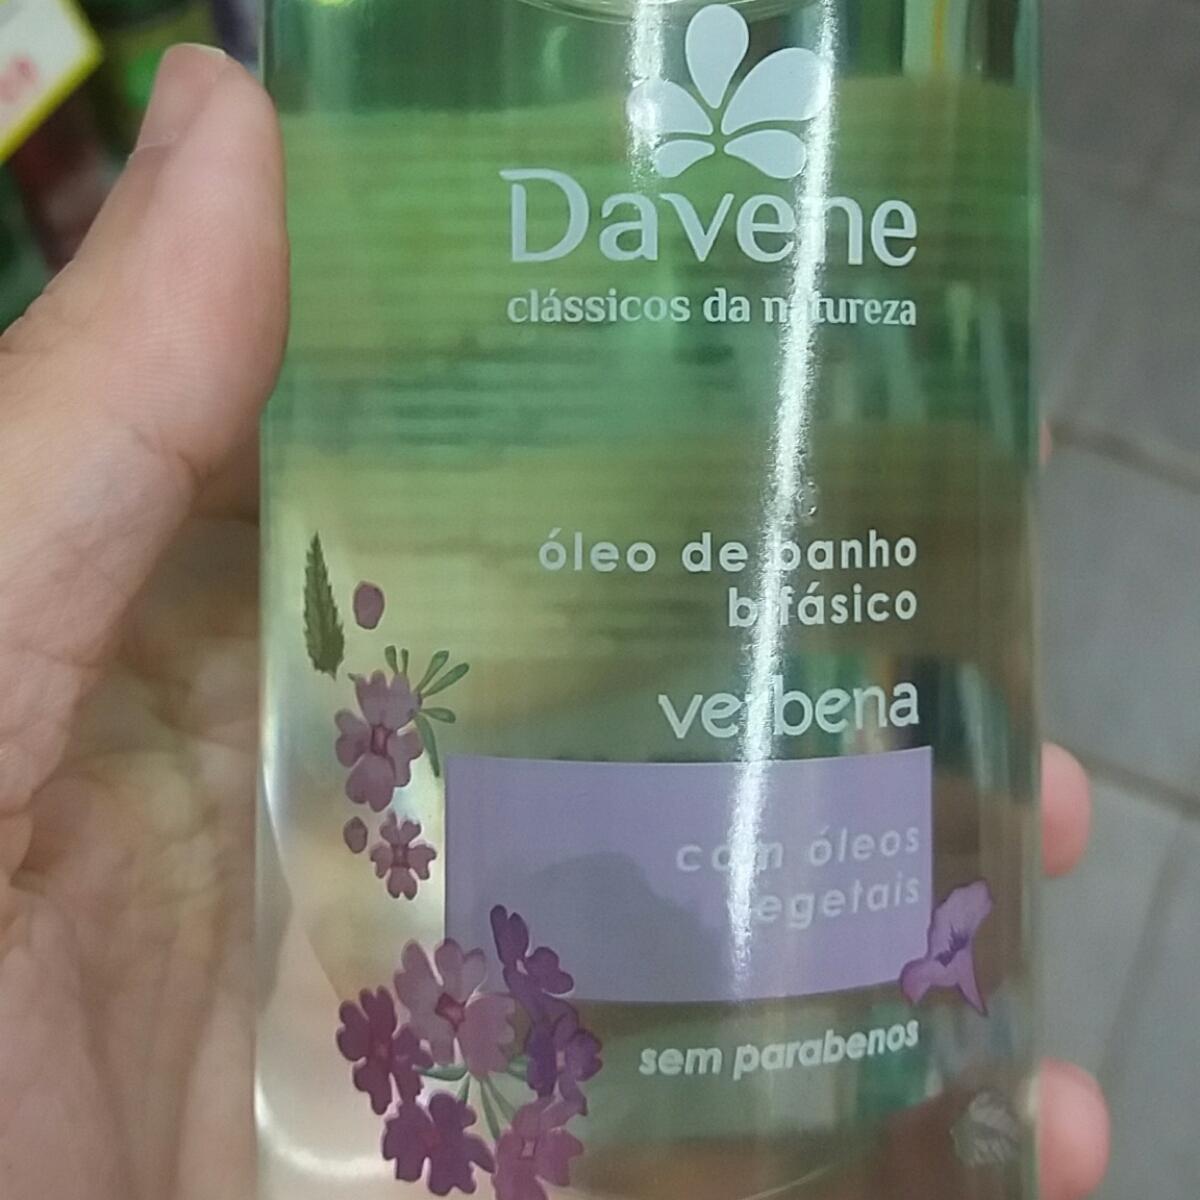 Davene
clássicos da natureza
óleo de banho
bifásico
verbena
com óleos
vegetais
sem parabenos